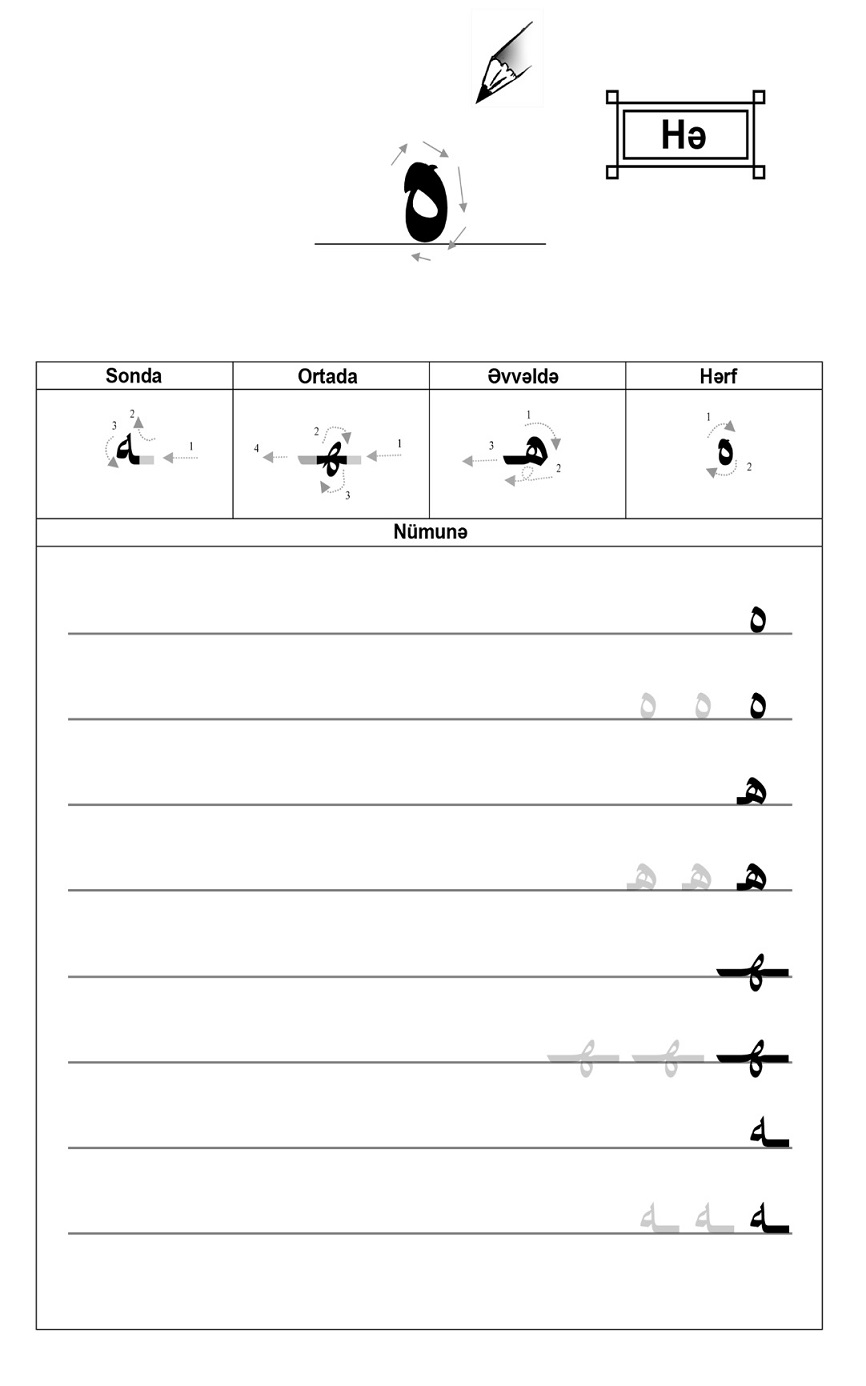 Hə
ه
Sonda Ortada Əvvəldə Hərf
3 2 1 ـه 4 2 1 3 ـهـ 1 3 2 هـ 1 2 ه
Nümunə
ه
ه ه ه
هـ
هـ هـ هـ
ـهـ
ـهـ ـهـ ـهـ
ـه
ـه ـه ـه